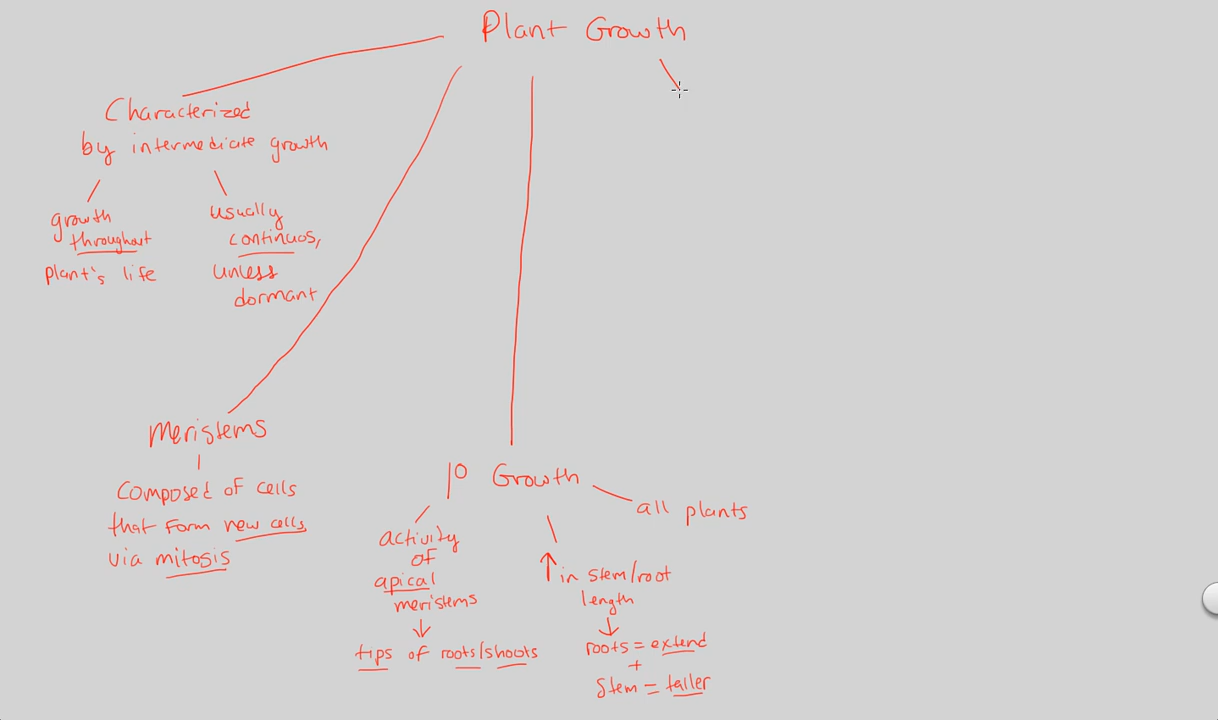 Plant Growth
Characterized
by intermediate growth
growth
throughout
plant's life
usually
continuos,
unless
dormant
Meristems
Composed of cells
that form new cells
via mitosis
1° Growth
all plants
activity
of
apical
meristems
↓
tips of roots/shoots
↑ in stem/root
length
↓
roots = extend
+
Stem = taller